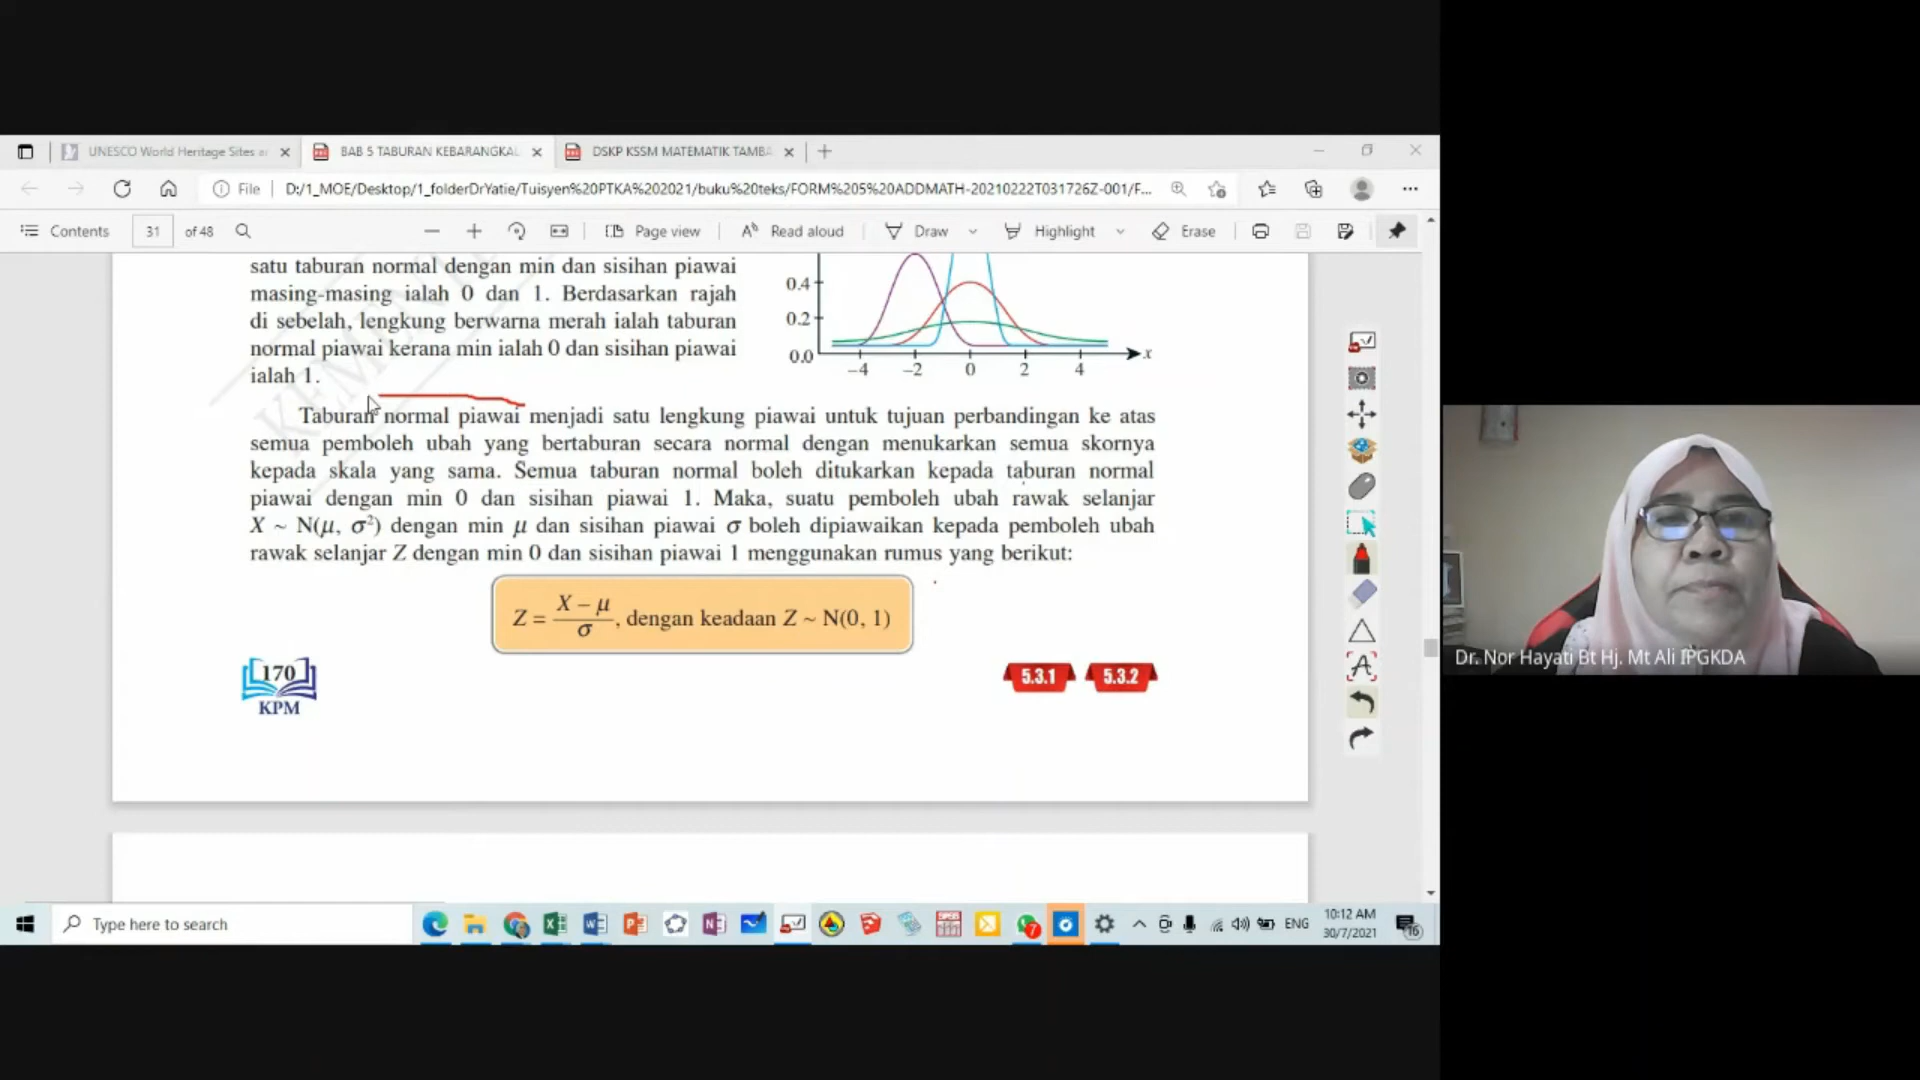 UNESCO World Heritage Sites
BAB 5 TABURAN KEBARANGKAL
DSKP KSSM MATEMATIK TAMBA
File
D:/1_MOE/Desktop/1_folderDrYatie/Tuisyen%20PTKA%202021/buku%20teks/FORM%205%20ADDMATH-20210222T031726Z-001/F...
Contents 31 of 48 Page view Read aloud Draw Highlight Erase
satu taburan normal dengan min dan sisihan piawai
masing-masing ialah 0 dan 1. Berdasarkan rajah
di sebelah, lengkung berwarna merah ialah taburan
normal piawai kerana min ialah 0 dan sisihan piawai
ialah 1.
0.4
0.2
0.0
x
−4 −2 0 2 4
Taburan normal piawai menjadi satu lengkung piawai untuk tujuan perbandingan ke atas
semua pemboleh ubah yang bertaburan secara normal dengan menukarkan semua skornya
kepada skala yang sama. Semua taburan normal boleh ditukarkan kepada taburan normal
piawai dengan min 0 dan sisihan piawai 1. Maka, suatu pemboleh ubah rawak selanjar
X ~ N(μ, σ²) dengan min μ dan sisihan piawai σ boleh dipiawaikan kepada pemboleh ubah
rawak selanjar Z dengan min 0 dan sisihan piawai 1 menggunakan rumus yang berikut:
Z = (X − μ)/σ, dengan keadaan Z ~ N(0, 1)
170
KPM
5.3.1 5.3.2
Dr. Nor Hayati Bt Hj. Mt Ali IPGKDA
Type here to search
7
ENG
10:12 AM
30/7/2021
16